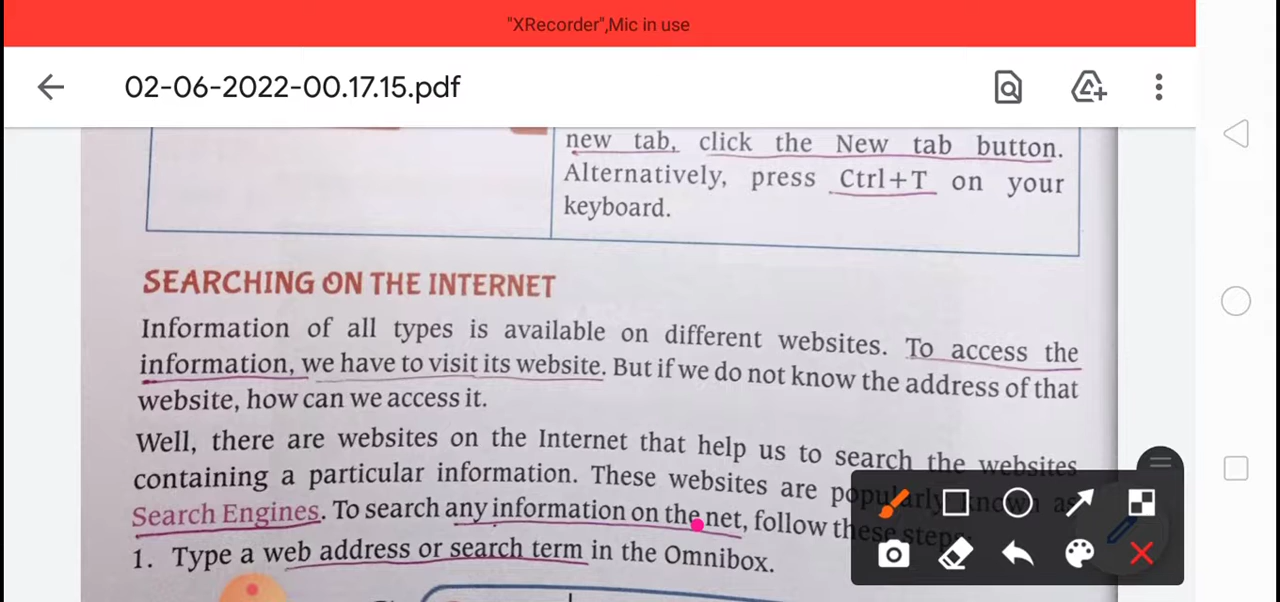 "XRecorder",Mic in use
02-06-2022-00.17.15.pdf
new tab, click the New tab button.
Alternatively, press Ctrl+T on your
keyboard.
SEARCHING ON THE INTERNET
Information of all types is available on different websites. To access the
information, we have to visit its website. But if we do not know the address of that
website, how can we access it.
Well, there are websites on the Internet that help us to search the websites
containing a particular information. These websites are popularly known as
Search Engines. To search any information on the net, follow these steps:
1. Type a web address or search term in the Omnibox.